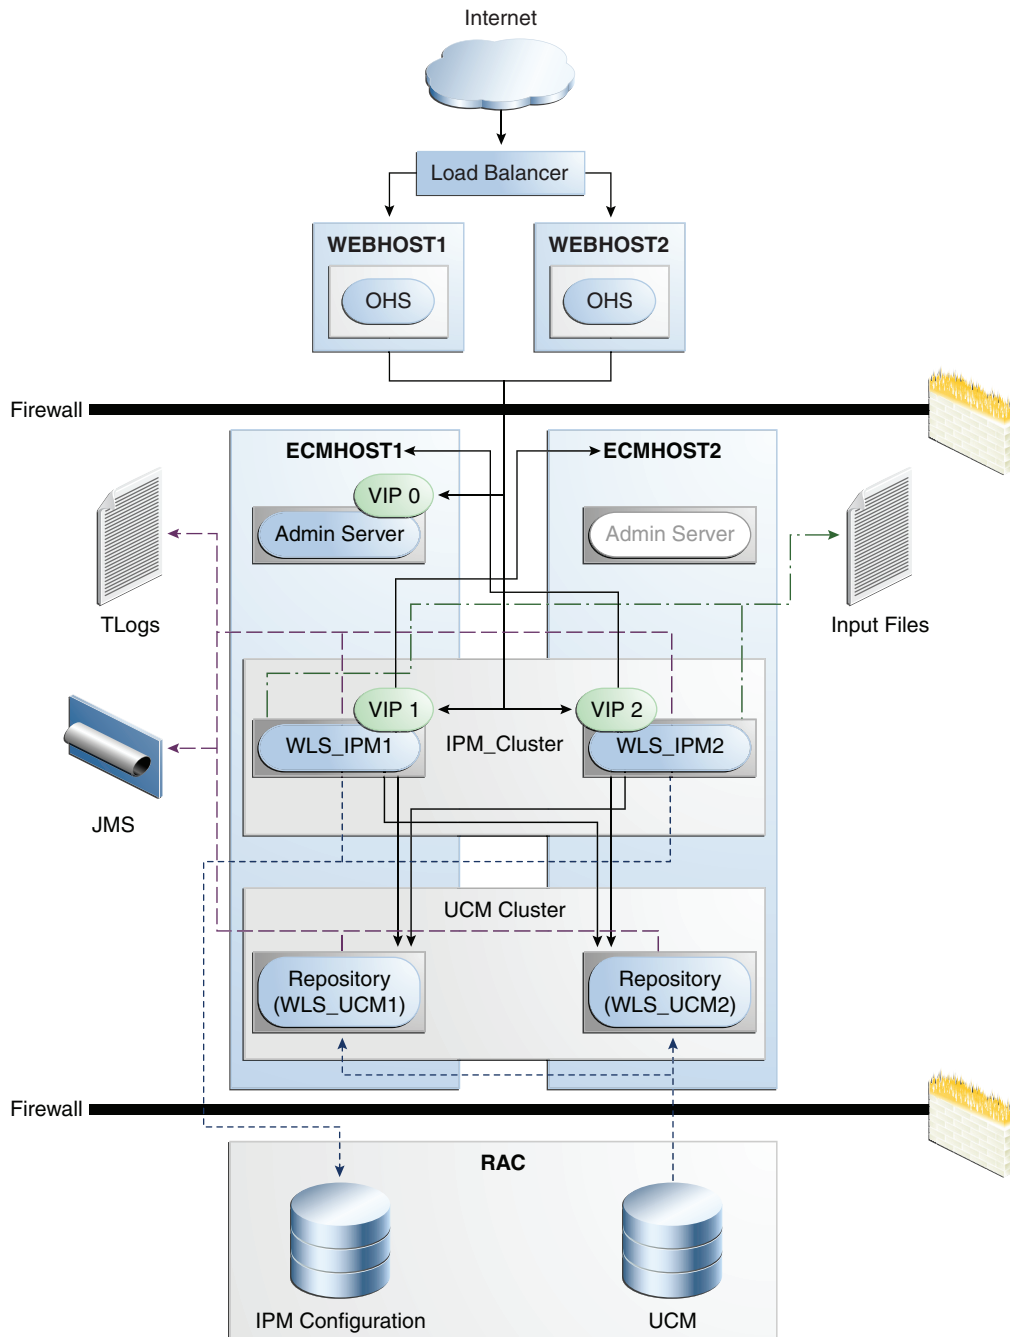 Internet
Load Balancer
WEBHOST1
WEBHOST2
OHS
OHS
Firewall
ECMHOST1
ECMHOST2
VIP 0
Admin Server
Admin Server
TLogs
Input Files
VIP 1
VIP 2
WLS_IPM1
IPM_Cluster
WLS_IPM2
JMS
UCM Cluster
Repository
(WLS_UCM1)
Repository
(WLS_UCM2)
Firewall
RAC
IPM Configuration
UCM